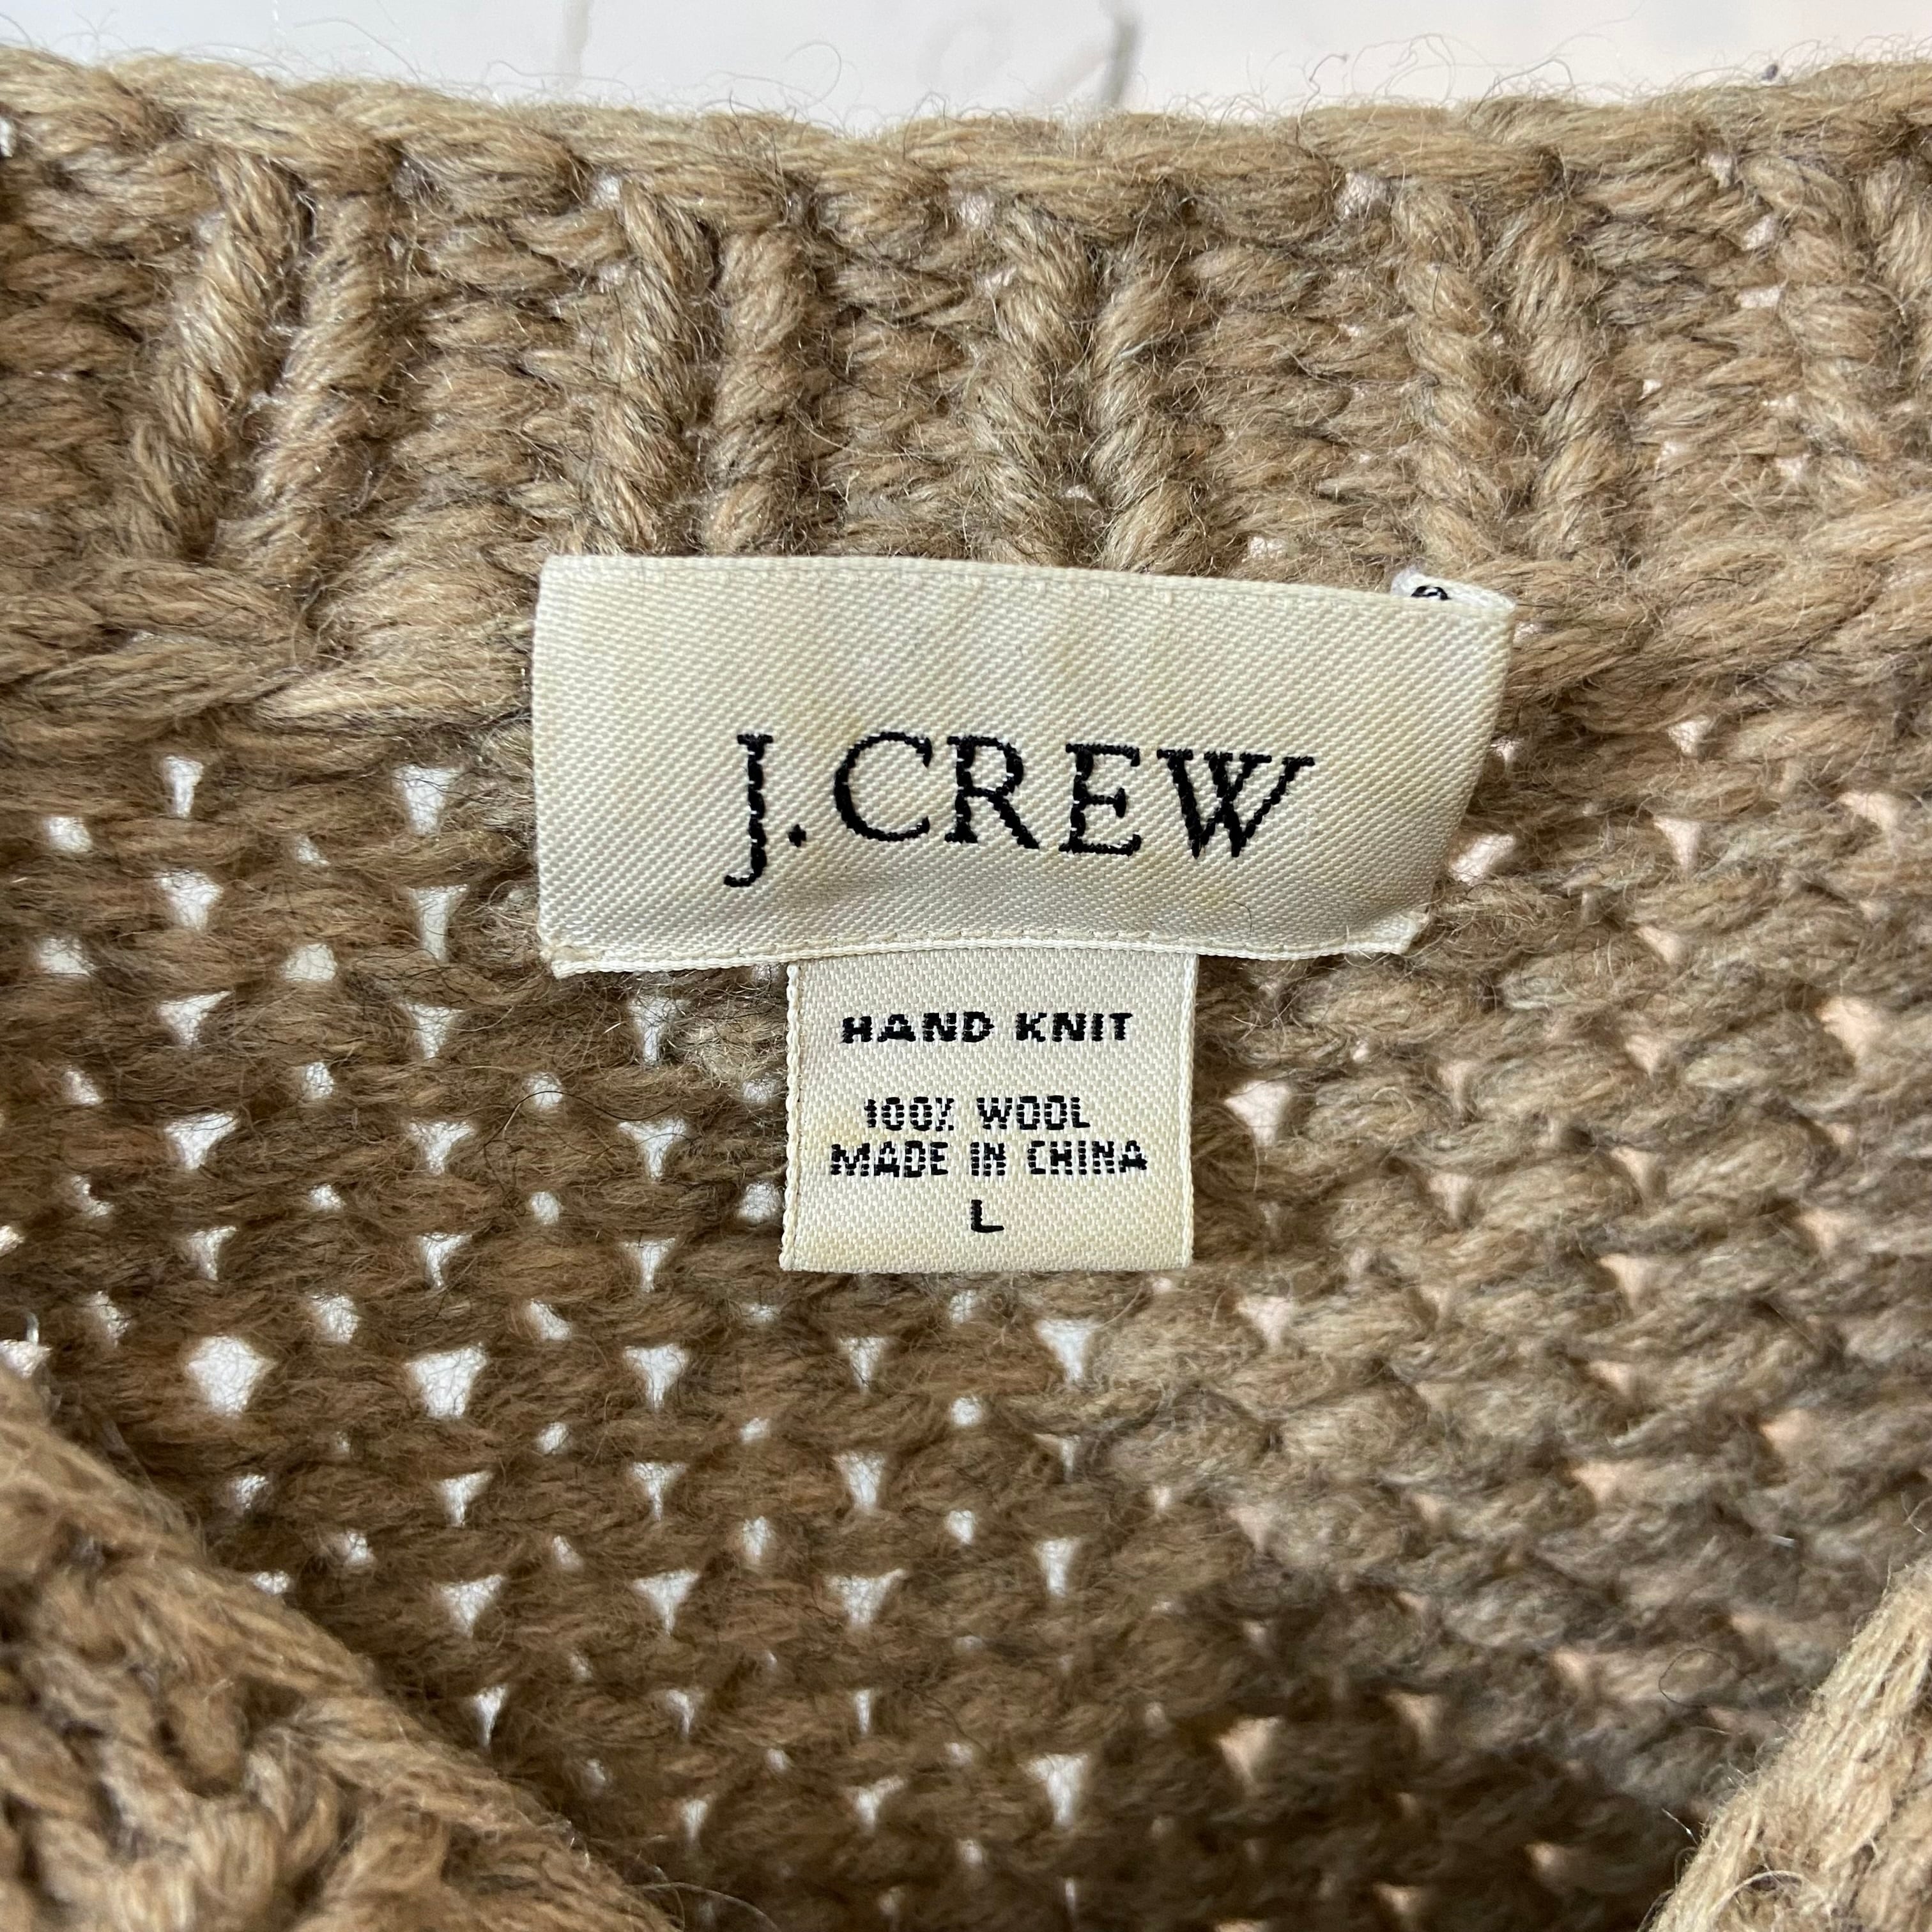 J.CREW
HAND KNIT
100% WOOL
MADE IN CHINA
L